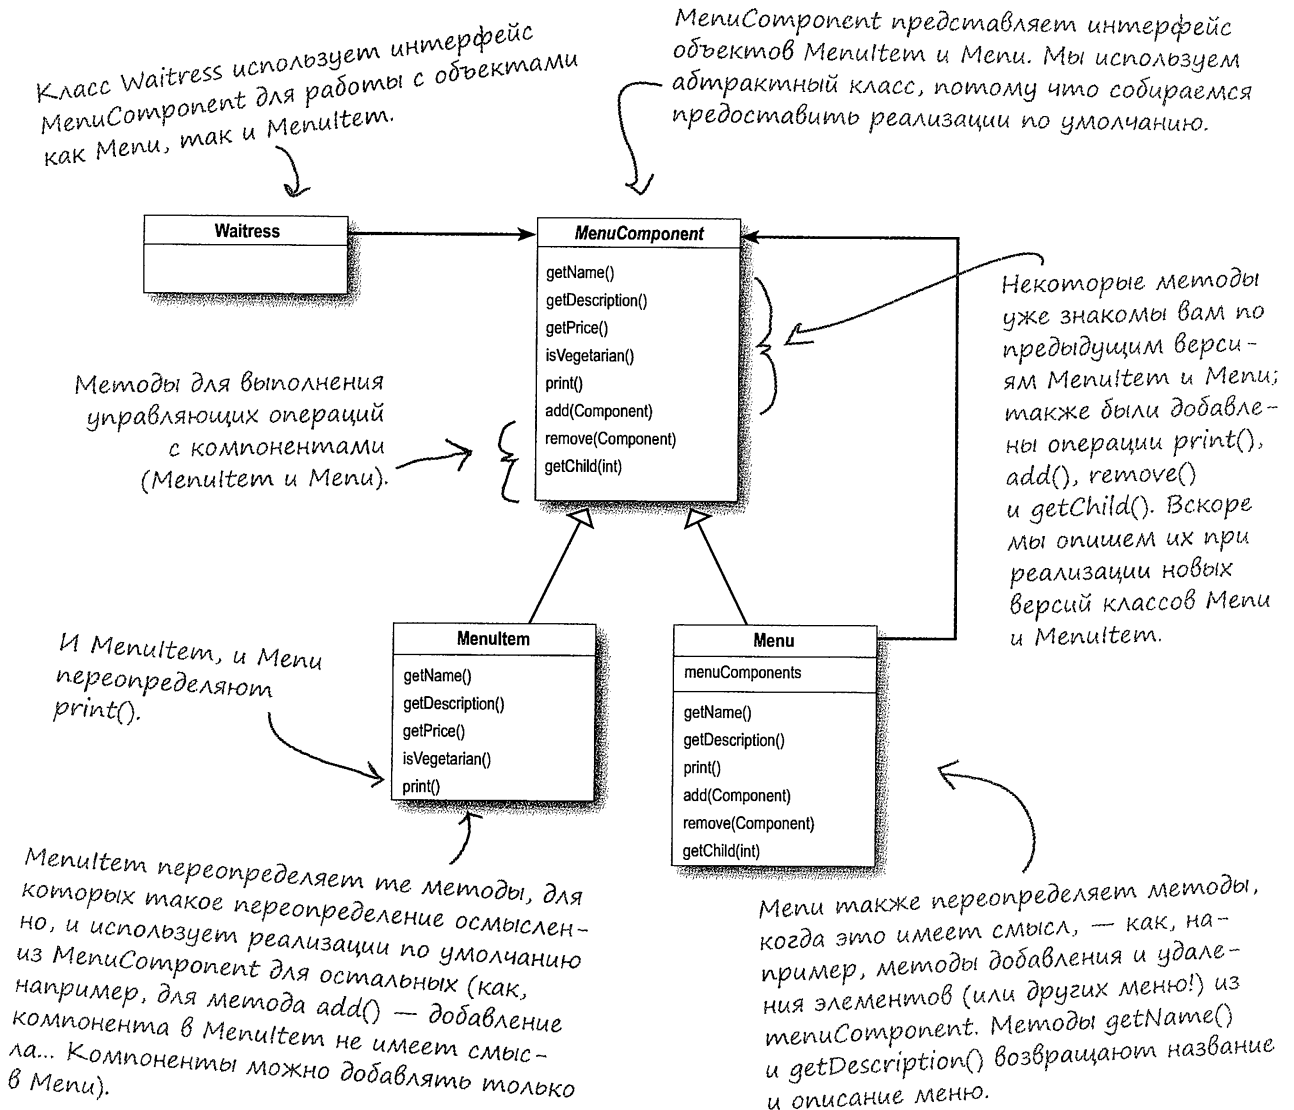 Класс Waitress использует интерфейс
MenuComponent для работы с объектами
как Menu, так и MenuItem.
MenuComponent представляет интерфейс
объектов MenuItem и Menu. Мы используем
абтрактный класс, потому что собираемся
предоставить реализации по умолчанию.
Waitress
MenuComponent
getName()
getDescription()
getPrice()
isVegetarian()
print()
add(Component)
remove(Component)
getChild(int)
Некоторые методы
уже знакомы вам по
предыдущим верси-
ям MenuItem и Menu;
также были добавле-
ны операции print(),
add(), remove()
и getChild(). Вскоре
мы опишем их при
реализации новых
версий классов Menu
и MenuItem.
Методы для выполнения
управляющих операций
с компонентами
(MenuItem и Menu).
И MenuItem, и Menu
переопределяют
print().
MenuItem
getName()
getDescription()
getPrice()
isVegetarian()
print()
Menu
menuComponents
getName()
getDescription()
print()
add(Component)
remove(Component)
getChild(int)
MenuItem переопределяет те методы, для
которых такое переопределение осмыслен-
но, и использует реализации по умолчанию
из MenuComponent для остальных (как,
например, для метода add() — добавление
компонента в MenuItem не имеет смыс-
ла... Компоненты можно добавлять только
в Menu).
Menu также переопределяет методы,
когда это имеет смысл, — как, на-
пример, методы добавления и удале-
ния элементов (или других меню!) из
menuComponent. Методы getName()
и getDescription() возвращают название
и описание меню.